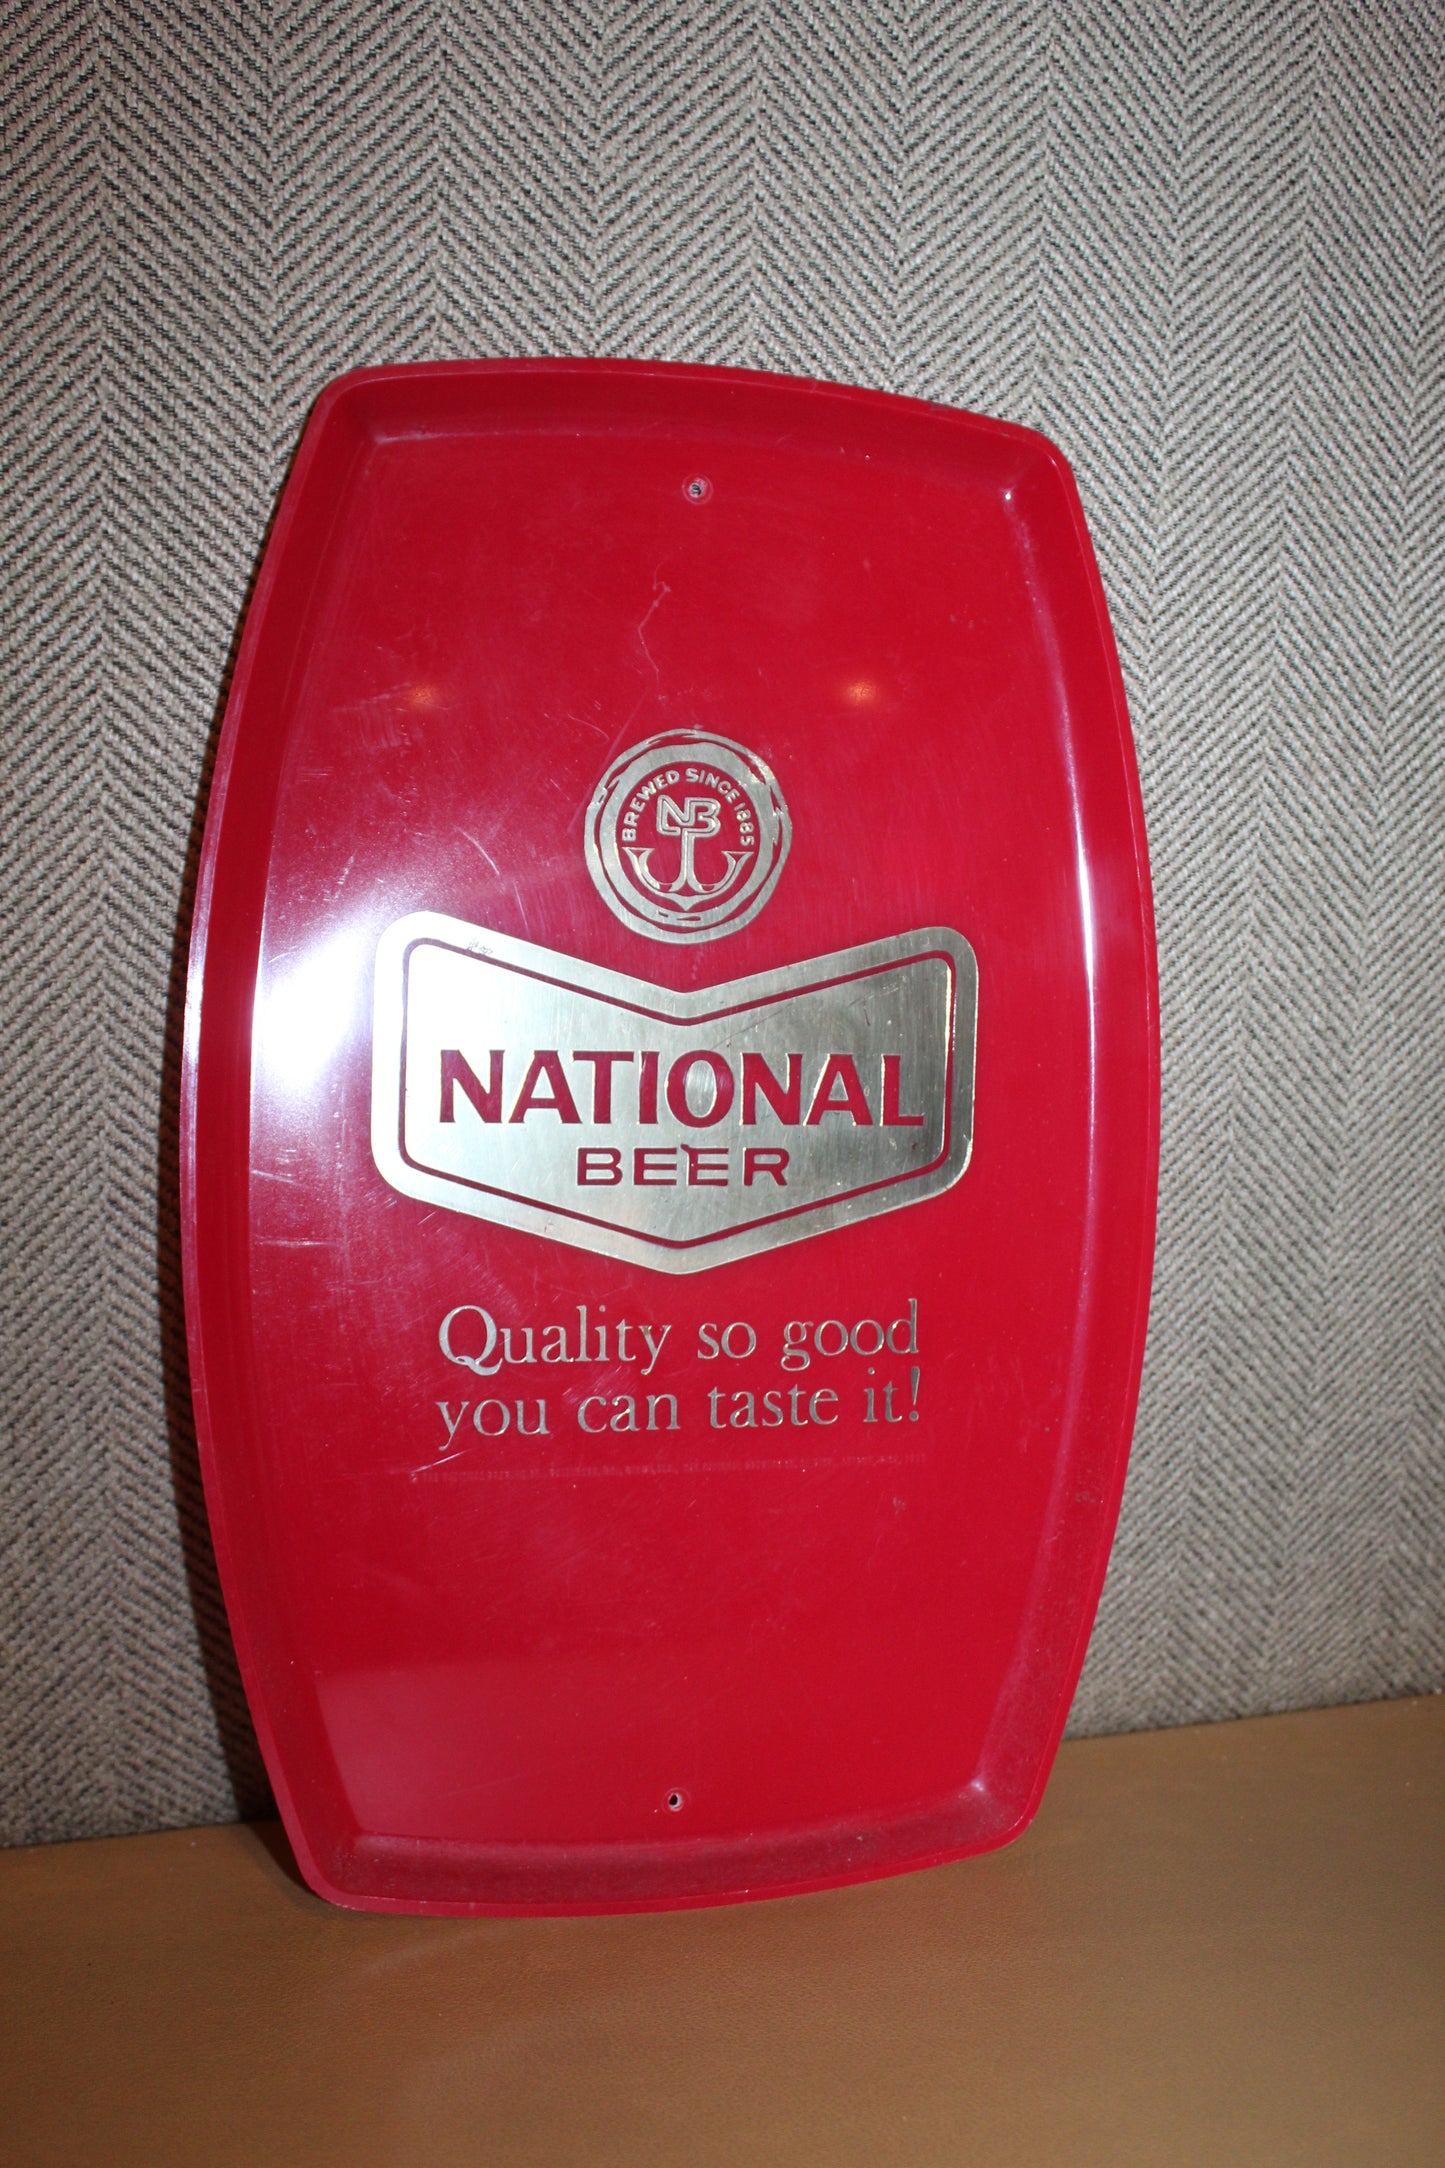 BREWED SINCE 1885
NB
NATIONAL
BEER
Quality so good
you can taste it!